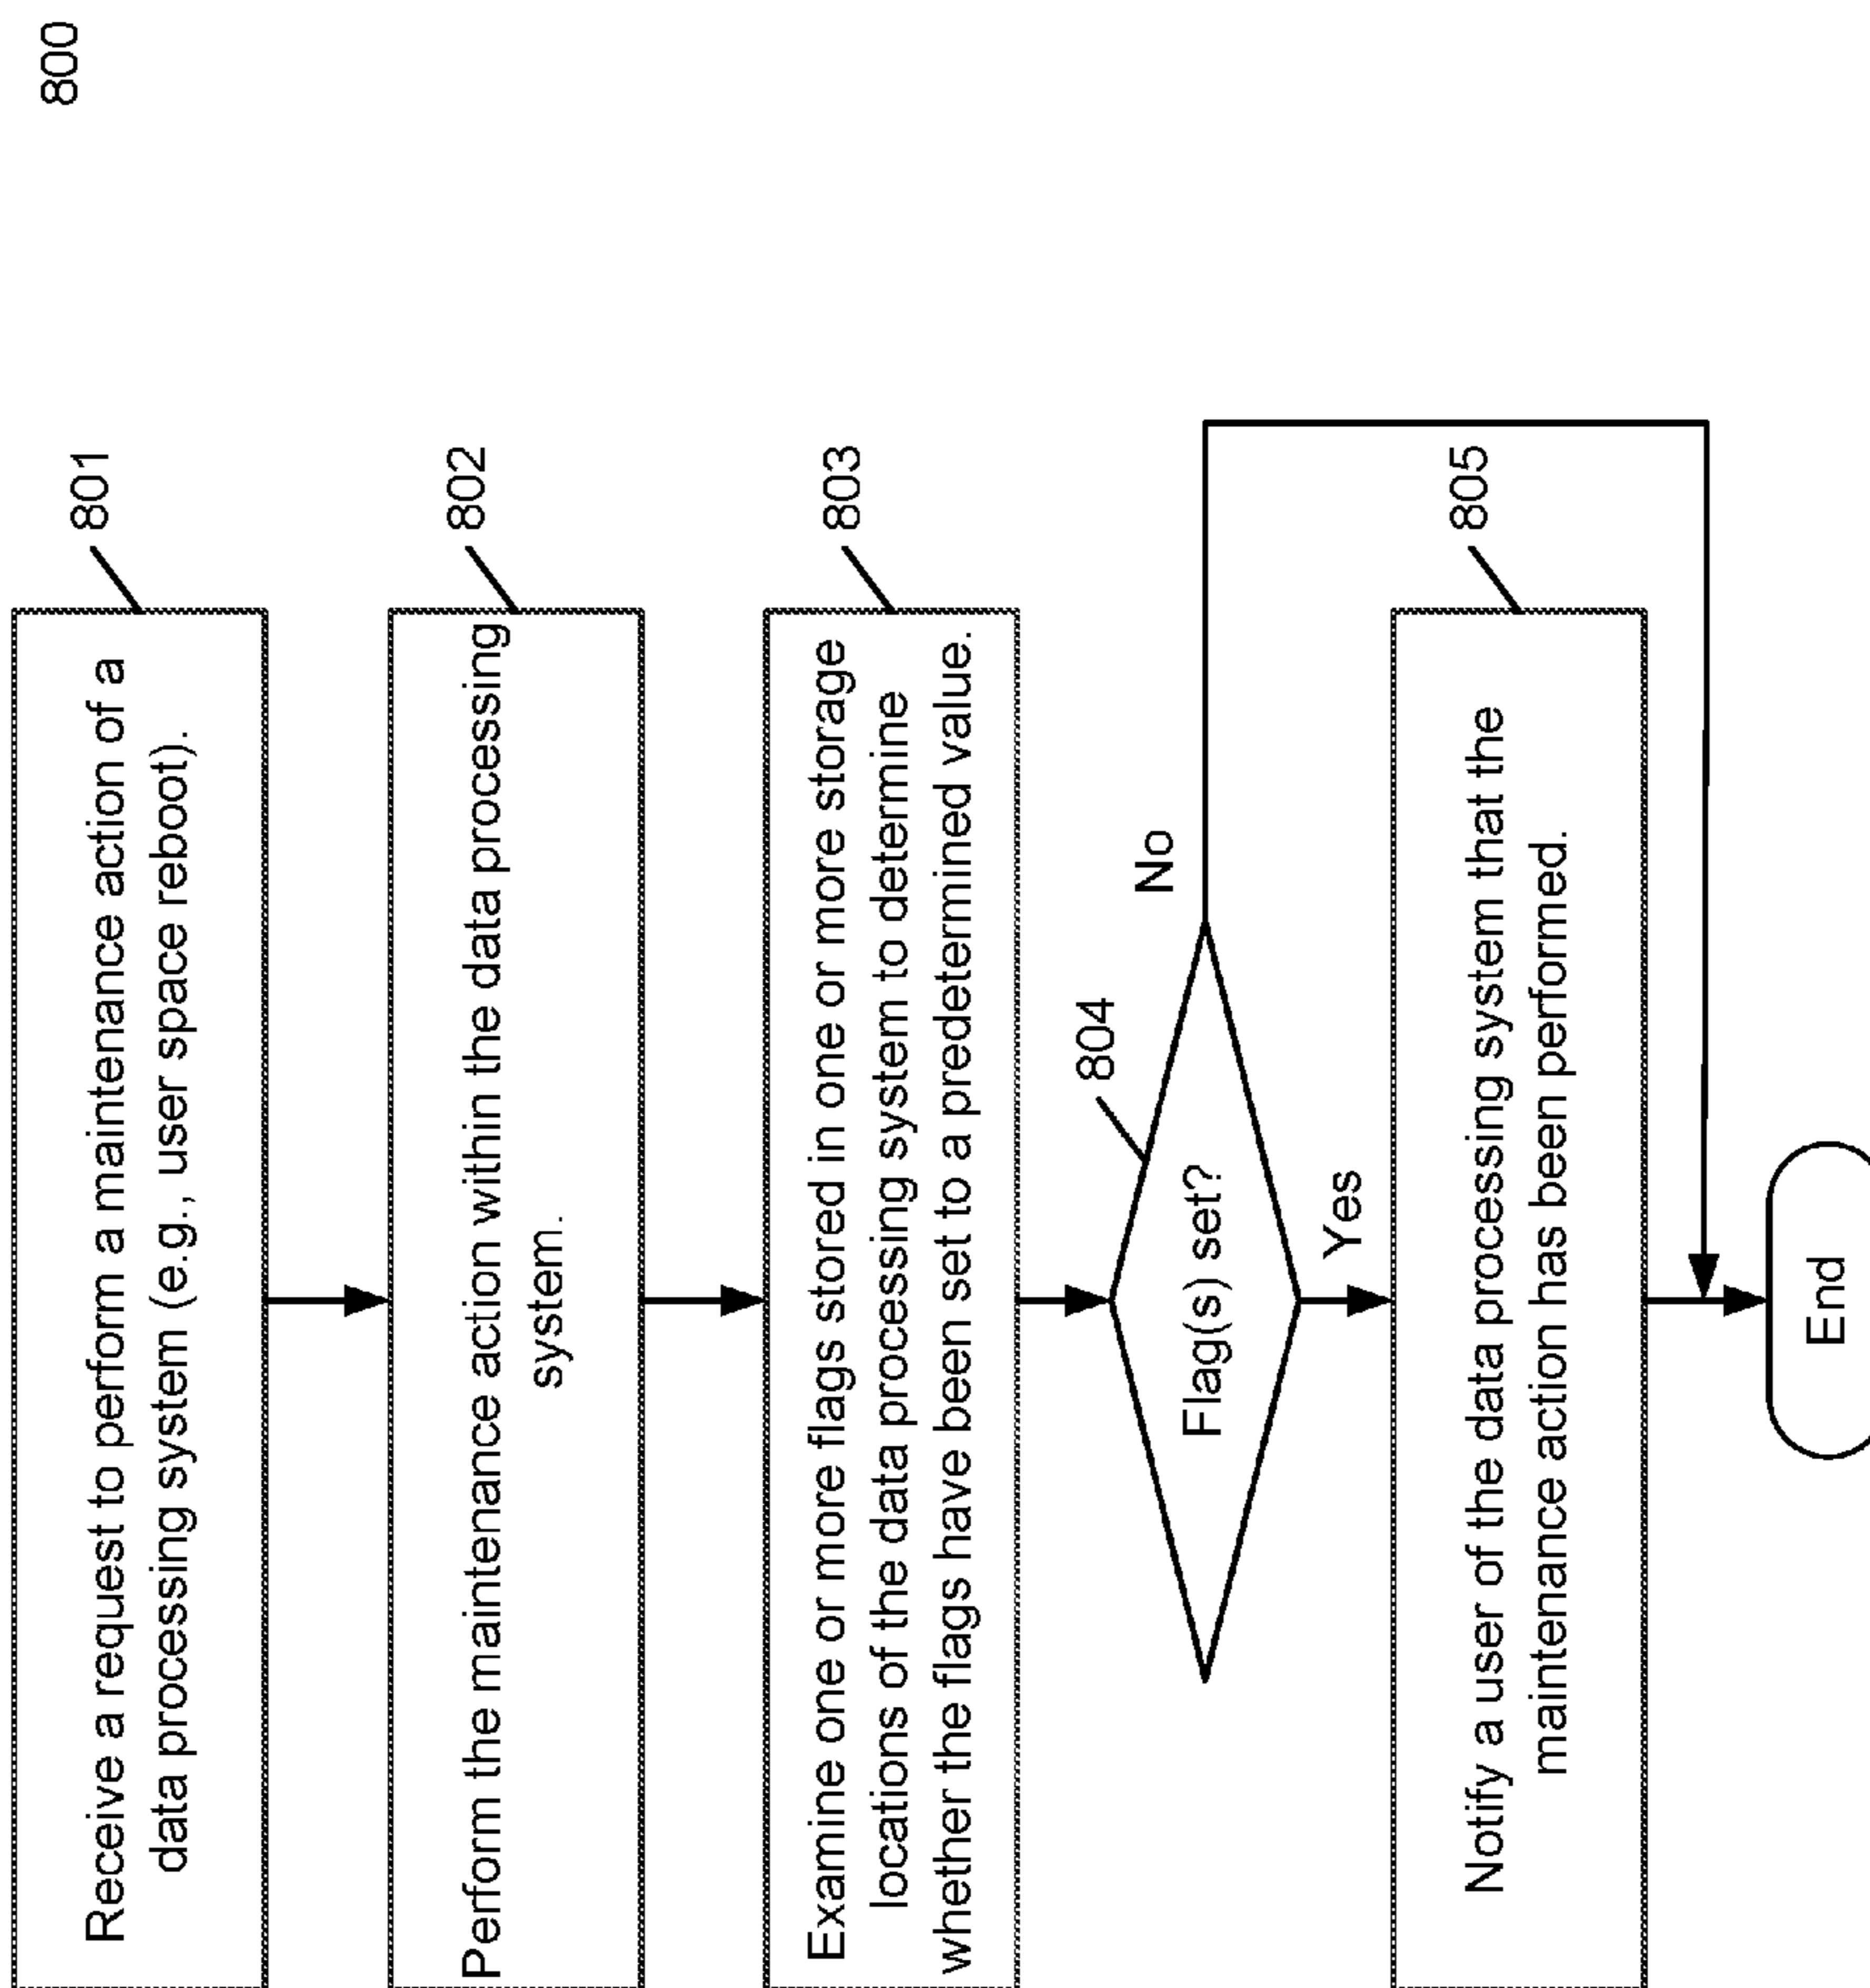 800
801
Receive a request to perform a maintenance action of a
data processing system (e.g., user space reboot).
802
Perform the maintenance action within the data processing
system.
803
Examine one or more flags stored in one or more storage
locations of the data processing system to determine
whether the flags have been set to a predetermined value.
804
Flag(s) set?
No
Yes
805
Notify a user of the data processing system that the
maintenance action has been performed.
End